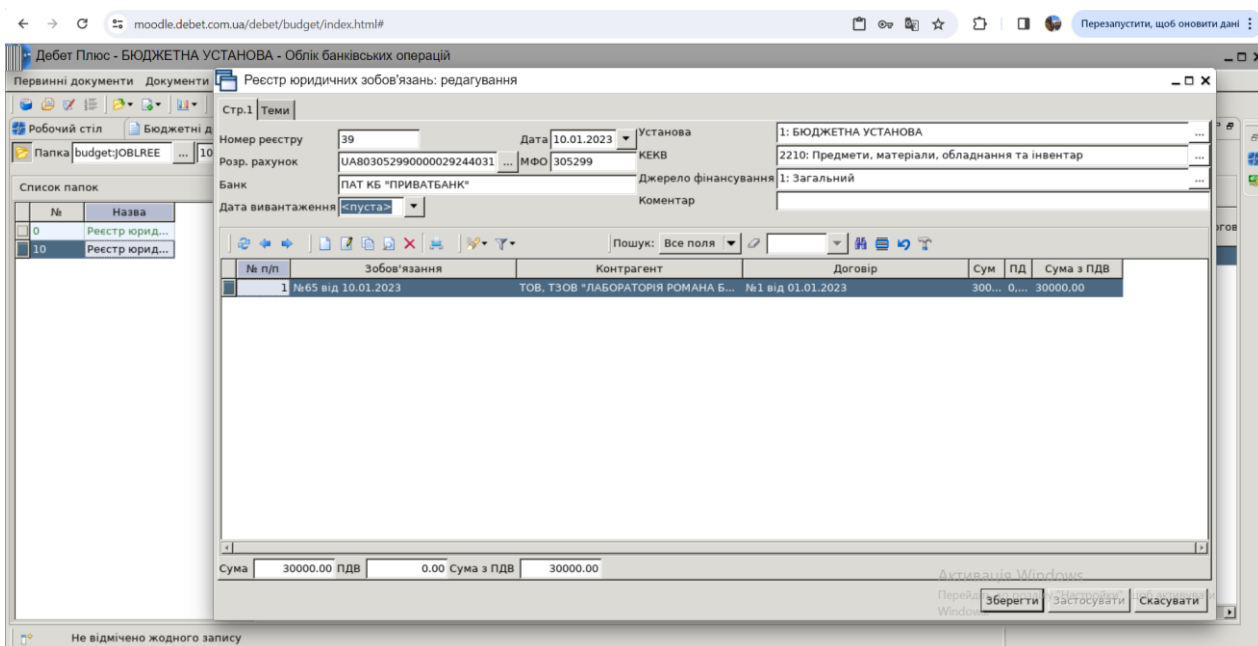 moodle.debet.com.ua/debet/budget/index.html#
Перезапустити, щоб оновити дані
Дебет Плюс - БЮДЖЕТНА УСТАНОВА - Облік банківських операцій
Первинні документи Документи
Реєстр юридичних зобов'язань: редагування
Робочий стіл
Бюджетні д
Папка budget:JOBLREE ... 10
Список папок
№ Назва
0 Реєстр юрид...
10 Реєстр юрид...
Стр.1 Теми
Номер реєстру 39 Дата 10.01.2023
Розр. рахунок UA803052990000029244031 ... МФО 305299
Банк ПАТ КБ "ПРИВАТБАНК"
Дата вивантаження <пуста>
Установа 1: БЮДЖЕТНА УСТАНОВА ...
КЕКВ 2210: Предмети, матеріали, обладнання та інвентар ...
Джерело фінансування 1: Загальний ...
Коментар
Пошук: Все поля
№ п/п Зобов'язання Контрагент Договір Сум ПД Сума з ПДВ
1 №65 від 10.01.2023 ТОВ, ТЗОВ "ЛАБОРАТОРІЯ РОМАНА Б... №1 від 01.01.2023 300... 0,... 30000,00
Сума 30000.00 ПДВ 0.00 Сума з ПДВ 30000.00
Активація Windows
Зберегти Застосувати Скасувати
Не відмічено жодного запису